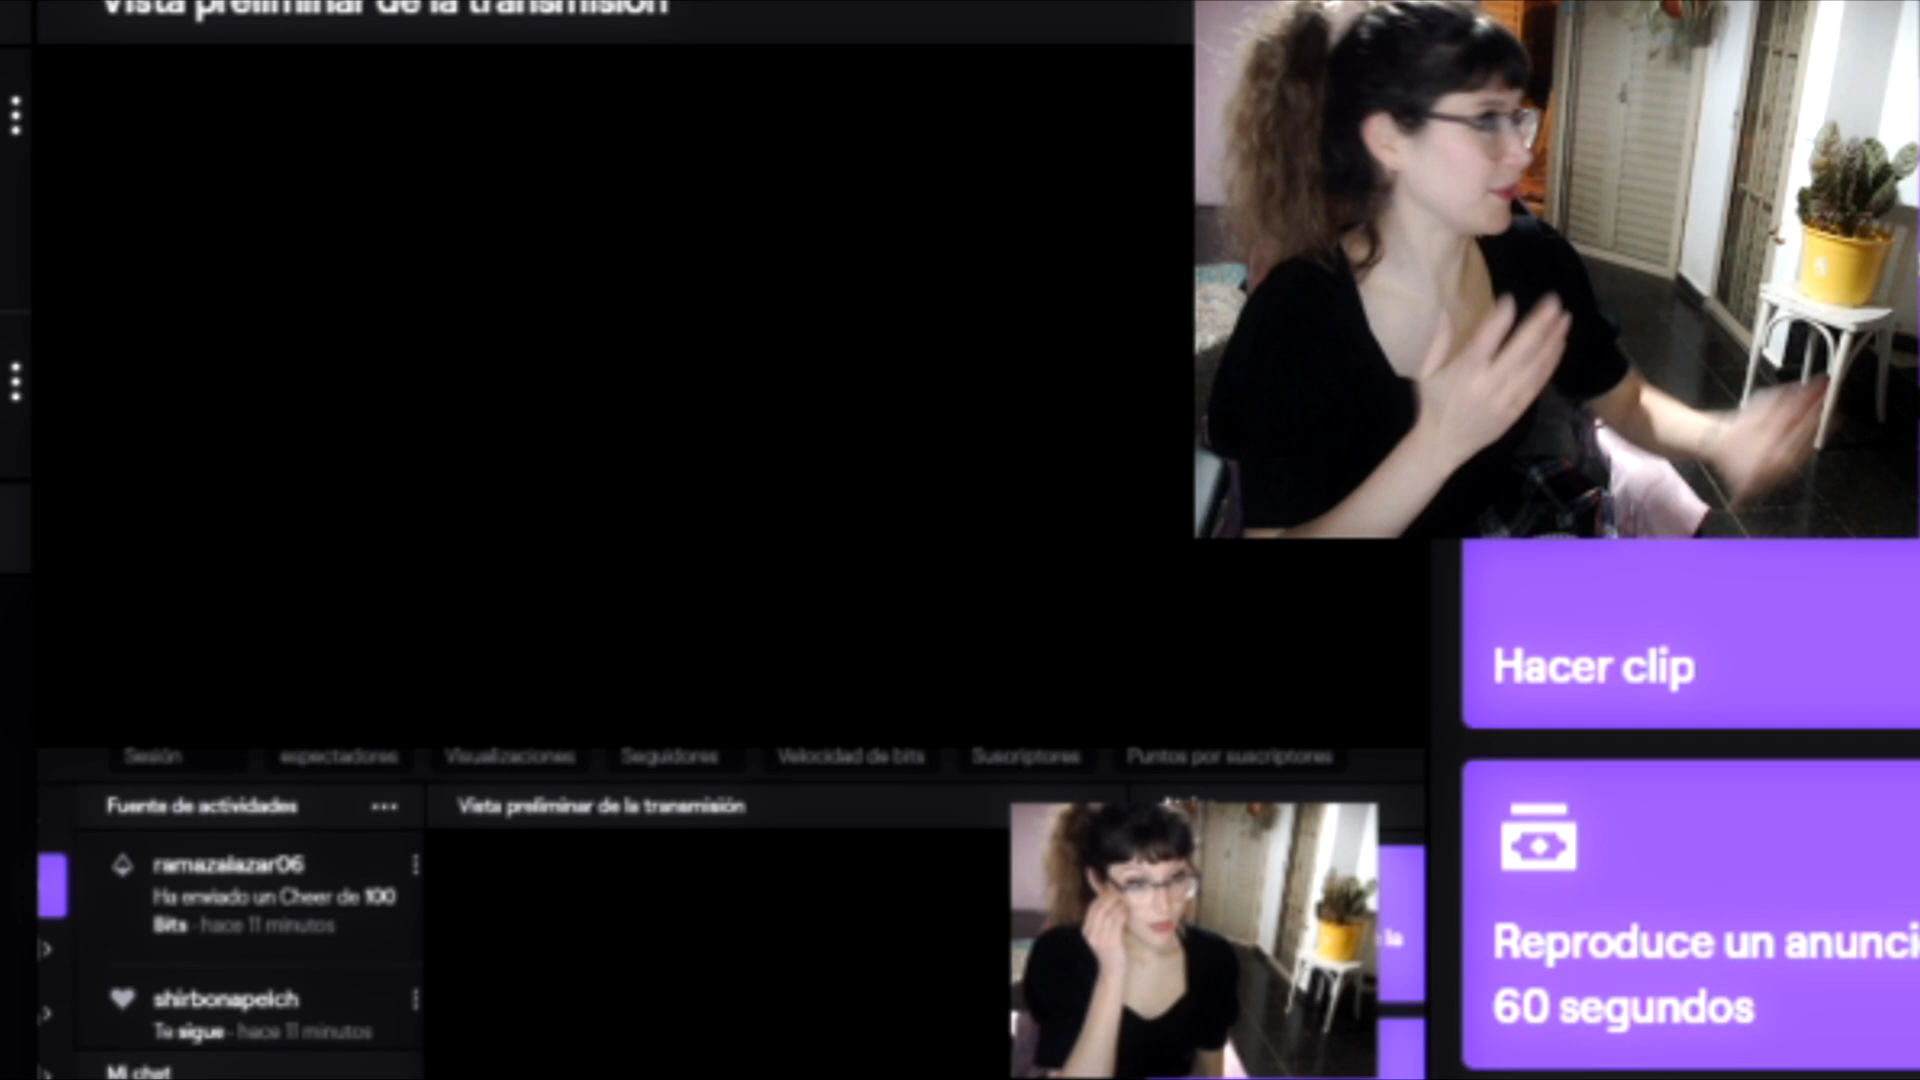 Vista preliminar de la transmisión
Hacer clip
Sesión
espectadores
Visualizaciones
Seguidores
Velocidad de bits
Suscriptores
Puntos por suscriptores
Fuente de actividades
Vista preliminar de la transmisión
ramazalazar06
Ha enviado un Cheer de 100
Bits · hace 11 minutos
la
shirbonapelch
Te sigue · hace 11 minutos
Mi chat
Reproduce un anunci
60 segundos